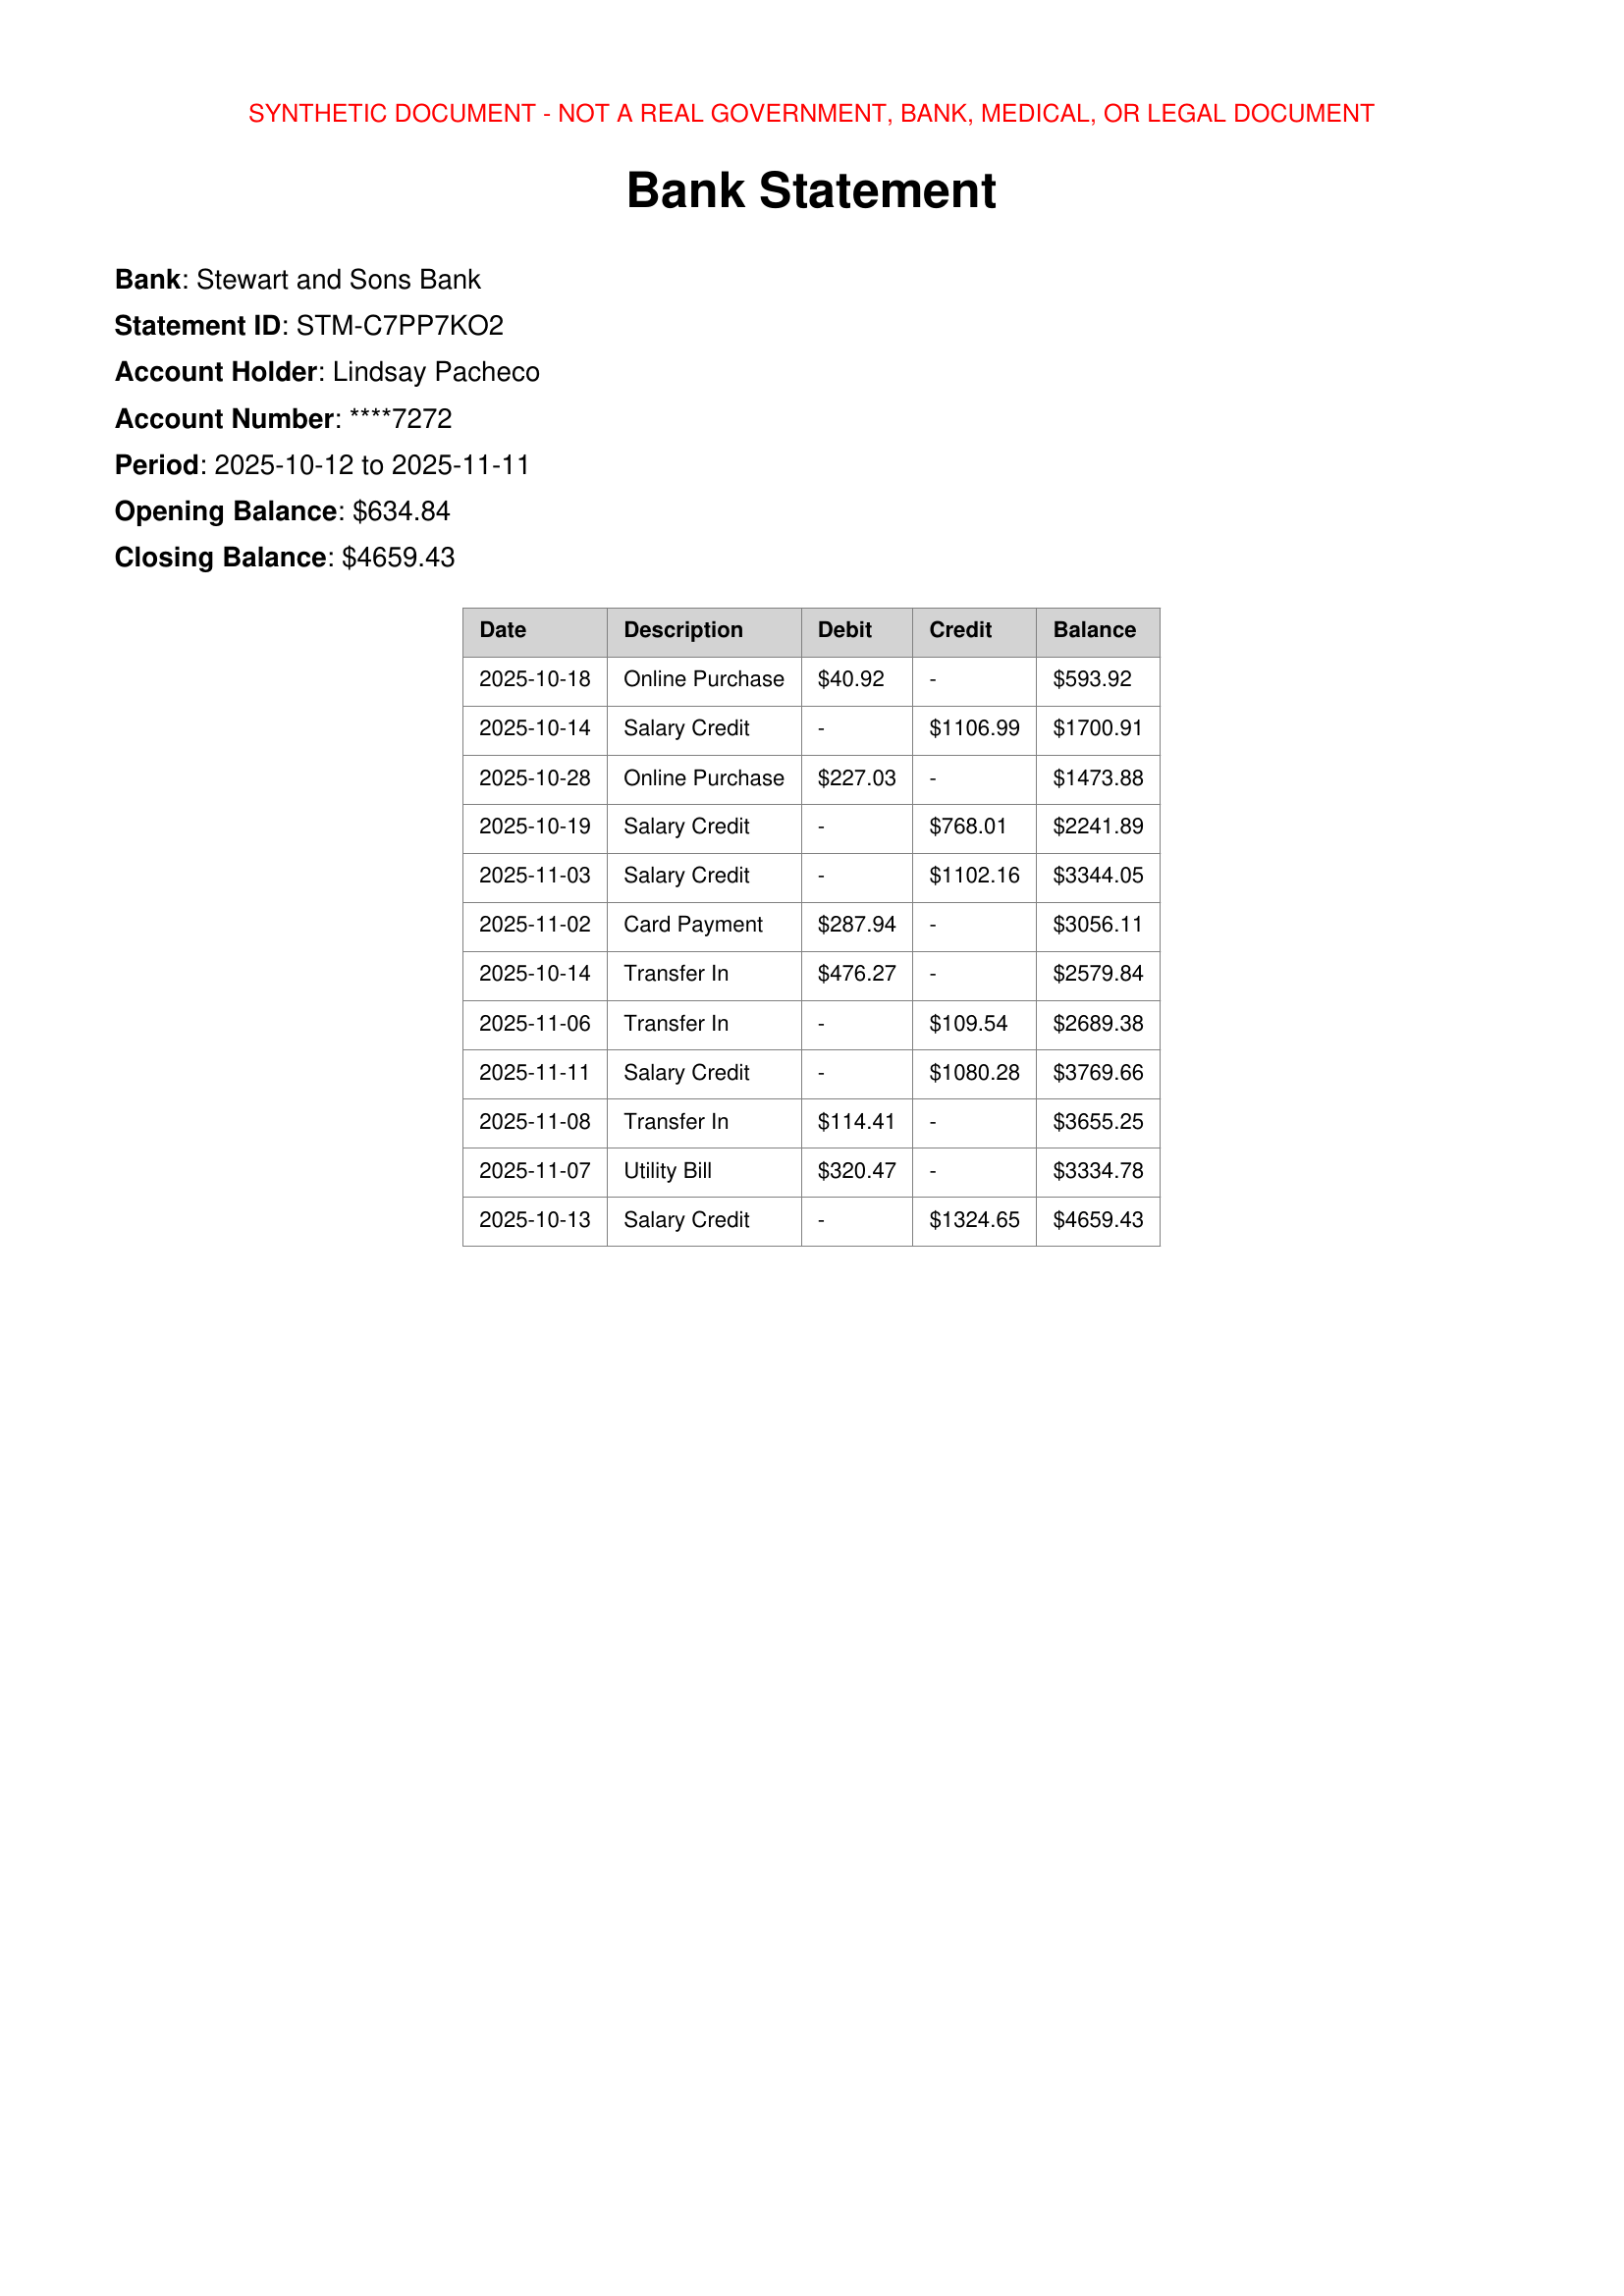 SYNTHETIC DOCUMENT - NOT A REAL GOVERNMENT, BANK, MEDICAL, OR LEGAL DOCUMENT
Bank Statement
Bank: Stewart and Sons Bank
Statement ID: STM-C7PP7KO2
Account Holder: Lindsay Pacheco
Account Number: ****7272
Period: 2025-10-12 to 2025-11-11
Opening Balance: $634.84
Closing Balance: $4659.43
Date Description Debit Credit Balance
2025-10-18 Online Purchase $40.92 - $593.92
2025-10-14 Salary Credit - $1106.99 $1700.91
2025-10-28 Online Purchase $227.03 - $1473.88
2025-10-19 Salary Credit - $768.01 $2241.89
2025-11-03 Salary Credit - $1102.16 $3344.05
2025-11-02 Card Payment $287.94 - $3056.11
2025-10-14 Transfer In $476.27 - $2579.84
2025-11-06 Transfer In - $109.54 $2689.38
2025-11-11 Salary Credit - $1080.28 $3769.66
2025-11-08 Transfer In $114.41 - $3655.25
2025-11-07 Utility Bill $320.47 - $3334.78
2025-10-13 Salary Credit - $1324.65 $4659.43